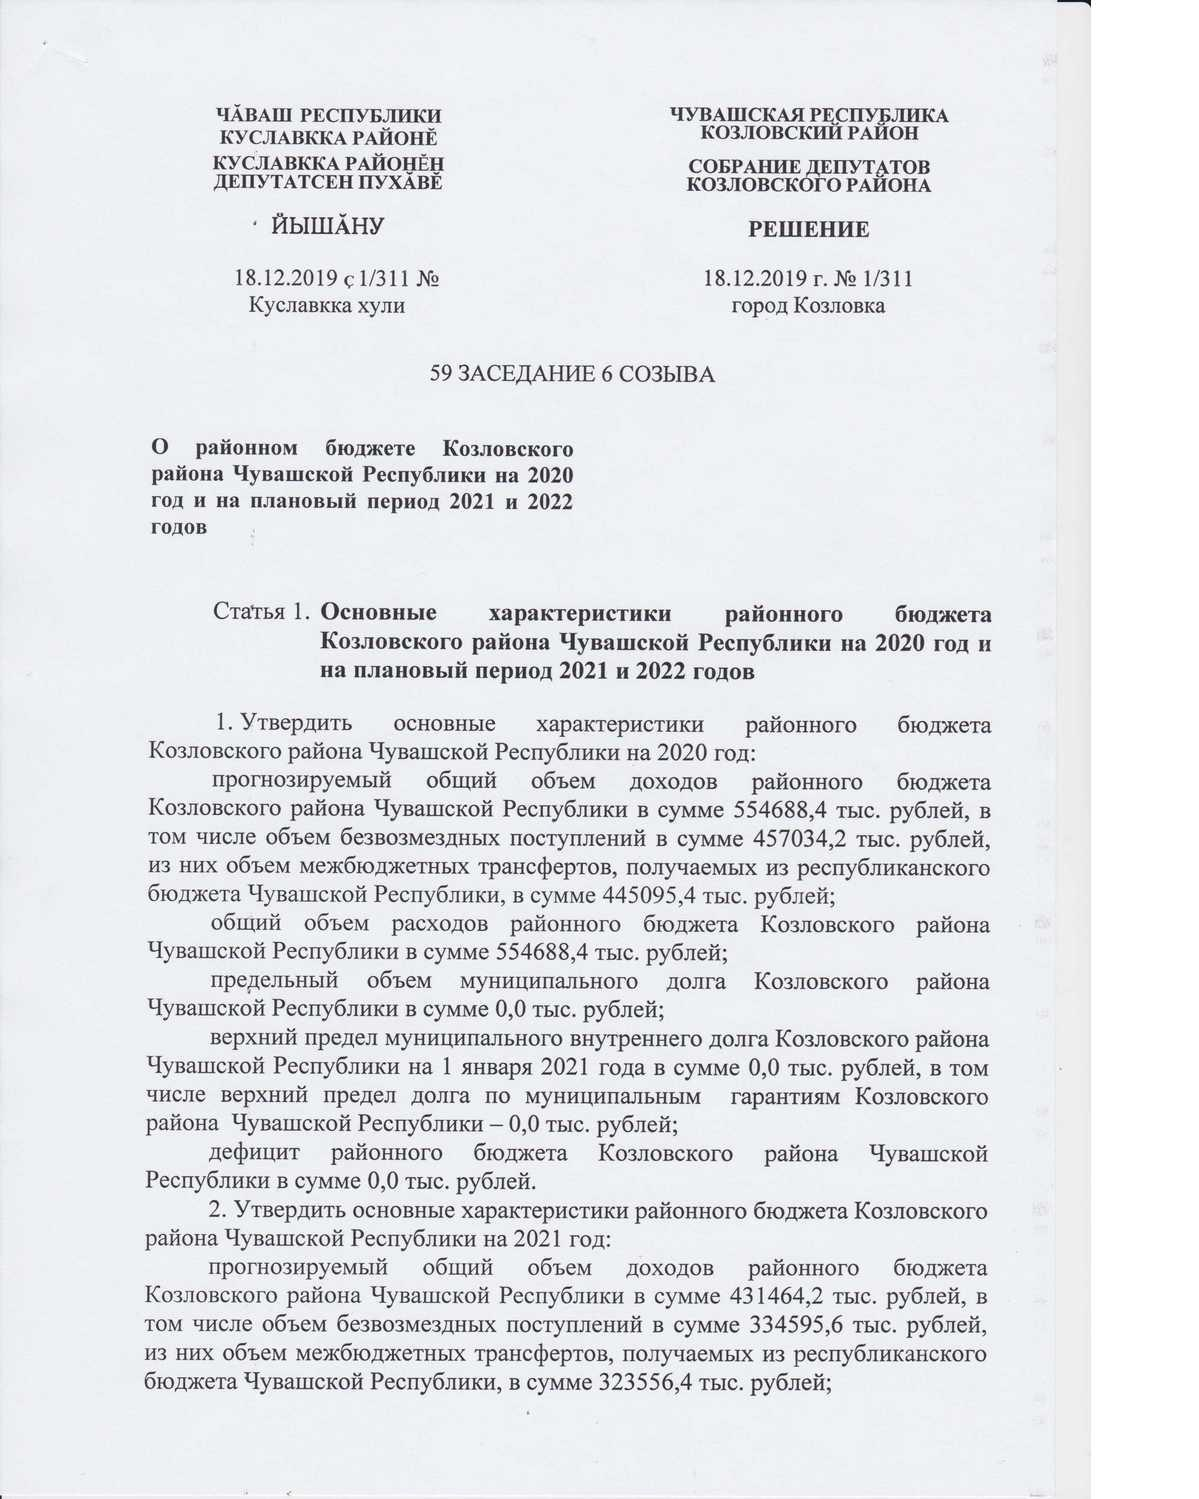 ЧӐВАШ РЕСПУБЛИКИ
КУСЛАВККА РАЙОНӖ
КУСЛАВККА РАЙОНӖН
ДЕПУТАТСЕН ПУХӐВӖ
ЙЫШӐНУ
18.12.2019 ҫ 1/311 №
Куславкка хули
ЧУВАШСКАЯ РЕСПУБЛИКА
КОЗЛОВСКИЙ РАЙОН
СОБРАНИЕ ДЕПУТАТОВ
КОЗЛОВСКОГО РАЙОНА
РЕШЕНИЕ
18.12.2019 г. № 1/311
город Козловка
59 ЗАСЕДАНИЕ 6 СОЗЫВА
О районном бюджете Козловского
района Чувашской Республики на 2020
год и на плановый период 2021 и 2022
годов
Статья 1. Основные характеристики районного бюджета
Козловского района Чувашской Республики на 2020 год и
на плановый период 2021 и 2022 годов
1. Утвердить основные характеристики районного бюджета
Козловского района Чувашской Республики на 2020 год:
прогнозируемый общий объем доходов районного бюджета
Козловского района Чувашской Республики в сумме 554688,4 тыс. рублей, в
том числе объем безвозмездных поступлений в сумме 457034,2 тыс. рублей,
из них объем межбюджетных трансфертов, получаемых из республиканского
бюджета Чувашской Республики, в сумме 445095,4 тыс. рублей;
общий объем расходов районного бюджета Козловского района
Чувашской Республики в сумме 554688,4 тыс. рублей;
предельный объем муниципального долга Козловского района
Чувашской Республики в сумме 0,0 тыс. рублей;
верхний предел муниципального внутреннего долга Козловского района
Чувашской Республики на 1 января 2021 года в сумме 0,0 тыс. рублей, в том
числе верхний предел долга по муниципальным гарантиям Козловского
района Чувашской Республики – 0,0 тыс. рублей;
дефицит районного бюджета Козловского района Чувашской
Республики в сумме 0,0 тыс. рублей.
2. Утвердить основные характеристики районного бюджета Козловского
района Чувашской Республики на 2021 год:
прогнозируемый общий объем доходов районного бюджета
Козловского района Чувашской Республики в сумме 431464,2 тыс. рублей, в
том числе объем безвозмездных поступлений в сумме 334595,6 тыс. рублей,
из них объем межбюджетных трансфертов, получаемых из республиканского
бюджета Чувашской Республики, в сумме 323556,4 тыс. рублей;